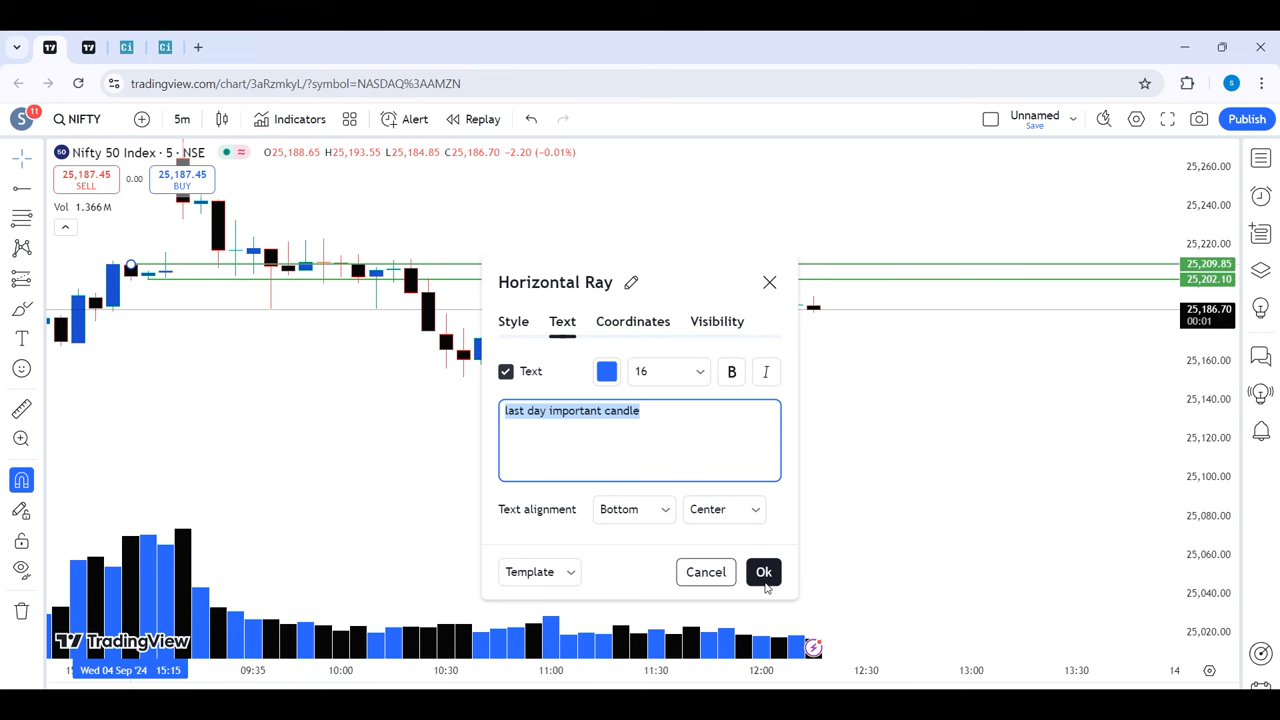 tradingview.com/chart/3aRzmkyL/?symbol=NASDAQ%3AAMZN
S 11 NIFTY 5m Indicators Alert Replay Unnamed Save Publish
50 Nifty 50 Index · 5 · NSE O25,188.65 H25,193.55 L25,184.85 C25,186.70 −2.20 (−0.01%)
25,187.45 SELL 0.00 25,187.45 BUY
Vol 1.366 M
25,260.00
25,240.00
25,220.00
25,209.85
25,202.10
25,186.70
00:01
25,160.00
25,140.00
25,120.00
25,100.00
25,080.00
25,060.00
25,040.00
25,020.00
Horizontal Ray
Style Text Coordinates Visibility
Text 16 B I
last day important candle
Text alignment Bottom Center
Template Cancel Ok
TradingView
Wed 04 Sep '24 15:15 09:35 10:00 10:30 11:00 11:30 12:00 12:30 13:00 13:30 14